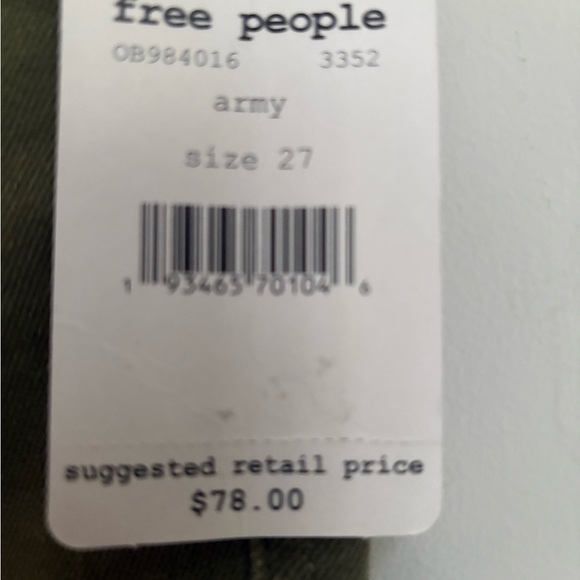 free people
OB984016 3352
army
size 27
1 93465 70104 6
suggested retail price
$78.00